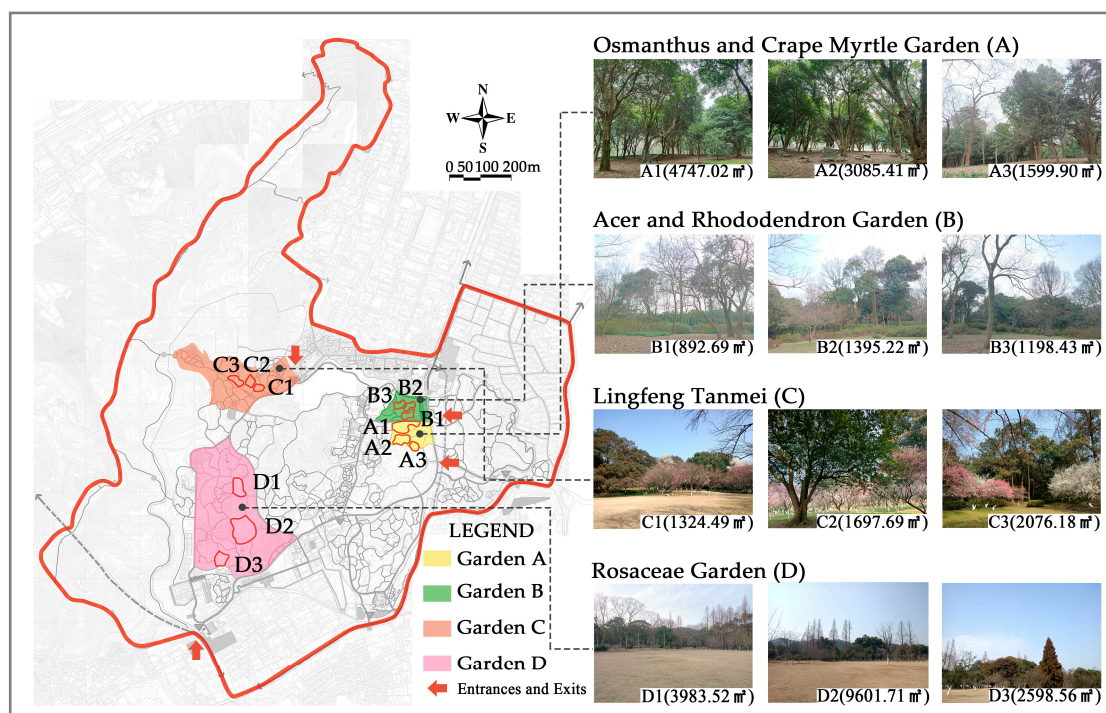 Osmanthus and Crape Myrtle Garden (A)
A1(4747.02 ㎡)
A2(3085.41 ㎡)
A3(1599.90 ㎡)
Acer and Rhododendron Garden (B)
B1(892.69 ㎡)
B2(1395.22 ㎡)
B3(1198.43 ㎡)
Lingfeng Tanmei (C)
C1(1324.49 ㎡)
C2(1697.69 ㎡)
C3(2076.18 ㎡)
Rosaceae Garden (D)
D1(3983.52 ㎡)
D2(9601.71 ㎡)
D3(2598.56 ㎡)
N
W E
S
0 50 100 200m
C3 C2
C1
B3 B2
A1 B1
A2
A3
D1
D2
D3
LEGEND
Garden A
Garden B
Garden C
Garden D
Entrances and Exits